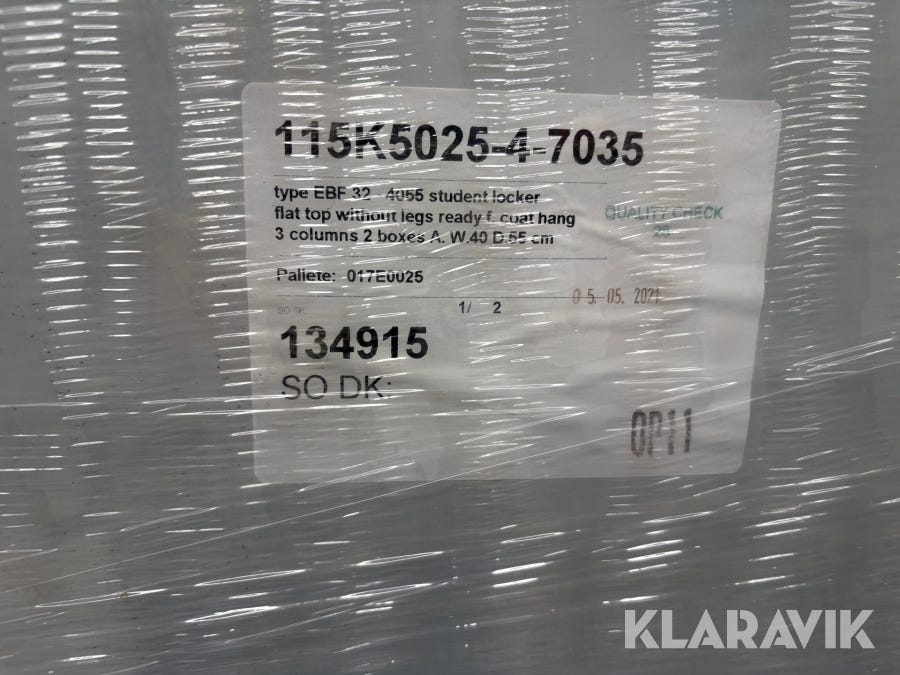 KLARAVIK
115K5025-4-7035
type EBF 32 - 4055 student locker
flat top without legs ready f. coat hang
3 columns 2 boxes A. W.40 D.55 cm
QUALITY CHECK
28
Paliete: 017E0025
05. 05. 2021
SO SK:
1/ 2
134915
SO DK:
OP11
KLARAVIK